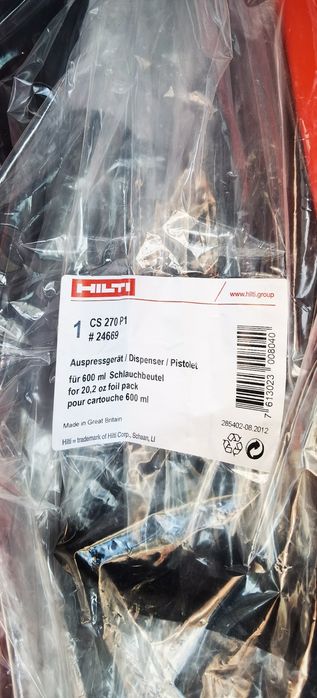 HILTI
www.hilti.group
1 CS 270 P1
# 24669
Auspressgerät / Dispenser / Pistolet
für 600 ml Schlauchbeutel
for 20,2 oz foil pack
pour cartouche 600 ml
Made in Great Britain
Hilti = trademark of Hilti Corp., Schaan, LI
7 613023 008040
285402-08.2012